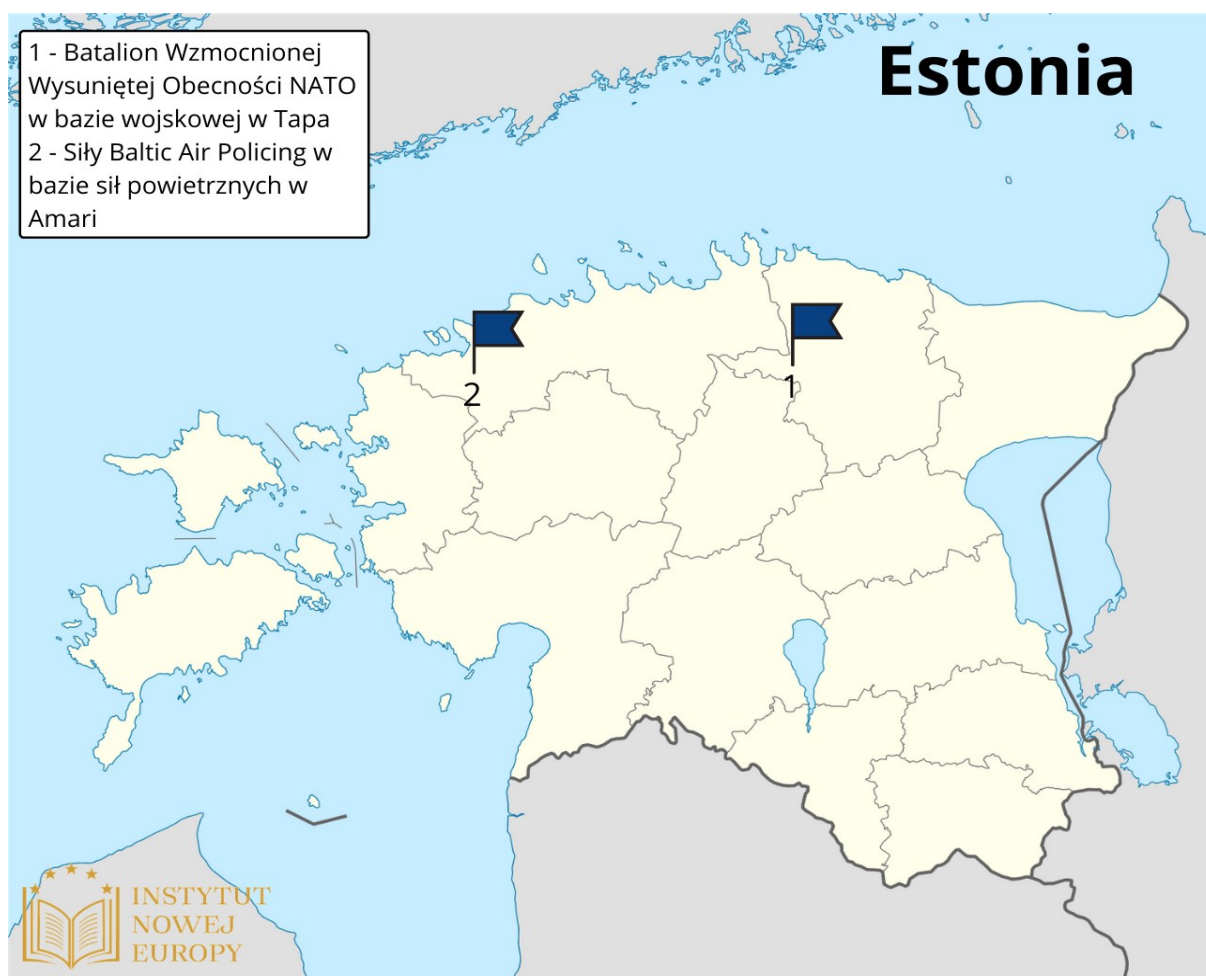 1 - Batalion Wzmocnionej
Wysuniętej Obecności NATO
w bazie wojskowej w Tapa
2 - Siły Baltic Air Policing w
bazie sił powietrznych w
Amari
Estonia
2
1
INSTYTUT
NOWEJ
EUROPY